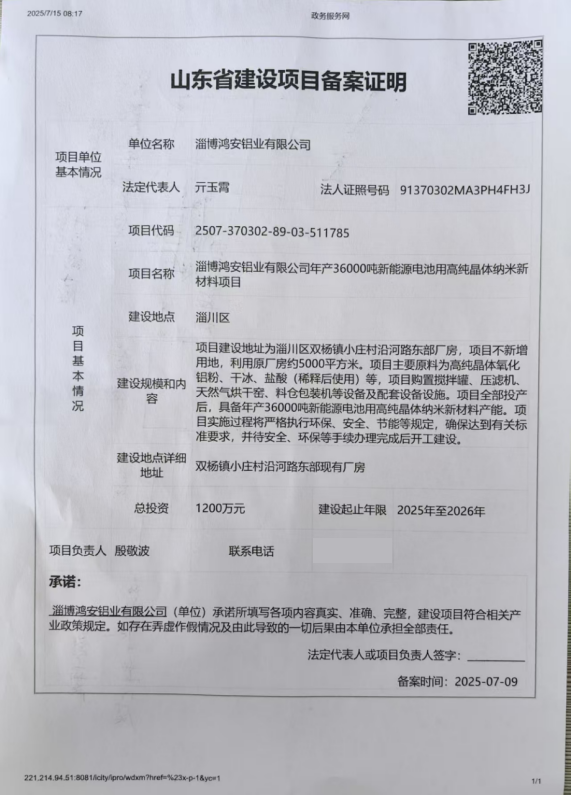 2025/7/15 08:17
政务服务网
山东省建设项目备案证明
项目单位
基本情况
单位名称 淄博鸿安铝业有限公司
法定代表人 亓玉霄 法人证照号码 91370302MA3PH4FH3J
项目基本情况
项目代码 2507-370302-89-03-511785
项目名称
淄博鸿安铝业有限公司年产36000吨新能源电池用高纯晶体纳米新
材料项目
建设地点 淄川区
建设规模和内
容
项目建设地址为淄川区双杨镇小庄村沿河路东部厂房，项目不新增
用地，利用原厂房约5000平方米。项目主要原料为高纯晶体氧化
铝粉、干冰、盐酸（稀释后使用）等，项目购置搅拌罐、压滤机、
天然气烘干窑、料仓包装机等设备及配套设备设施。项目全部投产
后，具备年产36000吨新能源电池用高纯晶体纳米新材料产能。项
目实施过程将严格执行环保、安全、节能等规定，确保达到有关标
准要求，并待安全、环保等手续办理完成后开工建设。
建设地点详细
地址
双杨镇小庄村沿河路东部现有厂房
总投资 1200万元 建设起止年限 2025年至2026年
项目负责人 殷敬波 联系电话
承诺：
淄博鸿安铝业有限公司（单位）承诺所填写各项内容真实、准确、完整，建设项目符合相关产
业政策规定。如存在弄虚作假情况及由此导致的一切后果由本单位承担全部责任。
法定代表人或项目负责人签字：
备案时间：2025-07-09
221.214.94.51:8081/icity/ipro/wdxm?href=%23x-p-1&yc=1
1/1